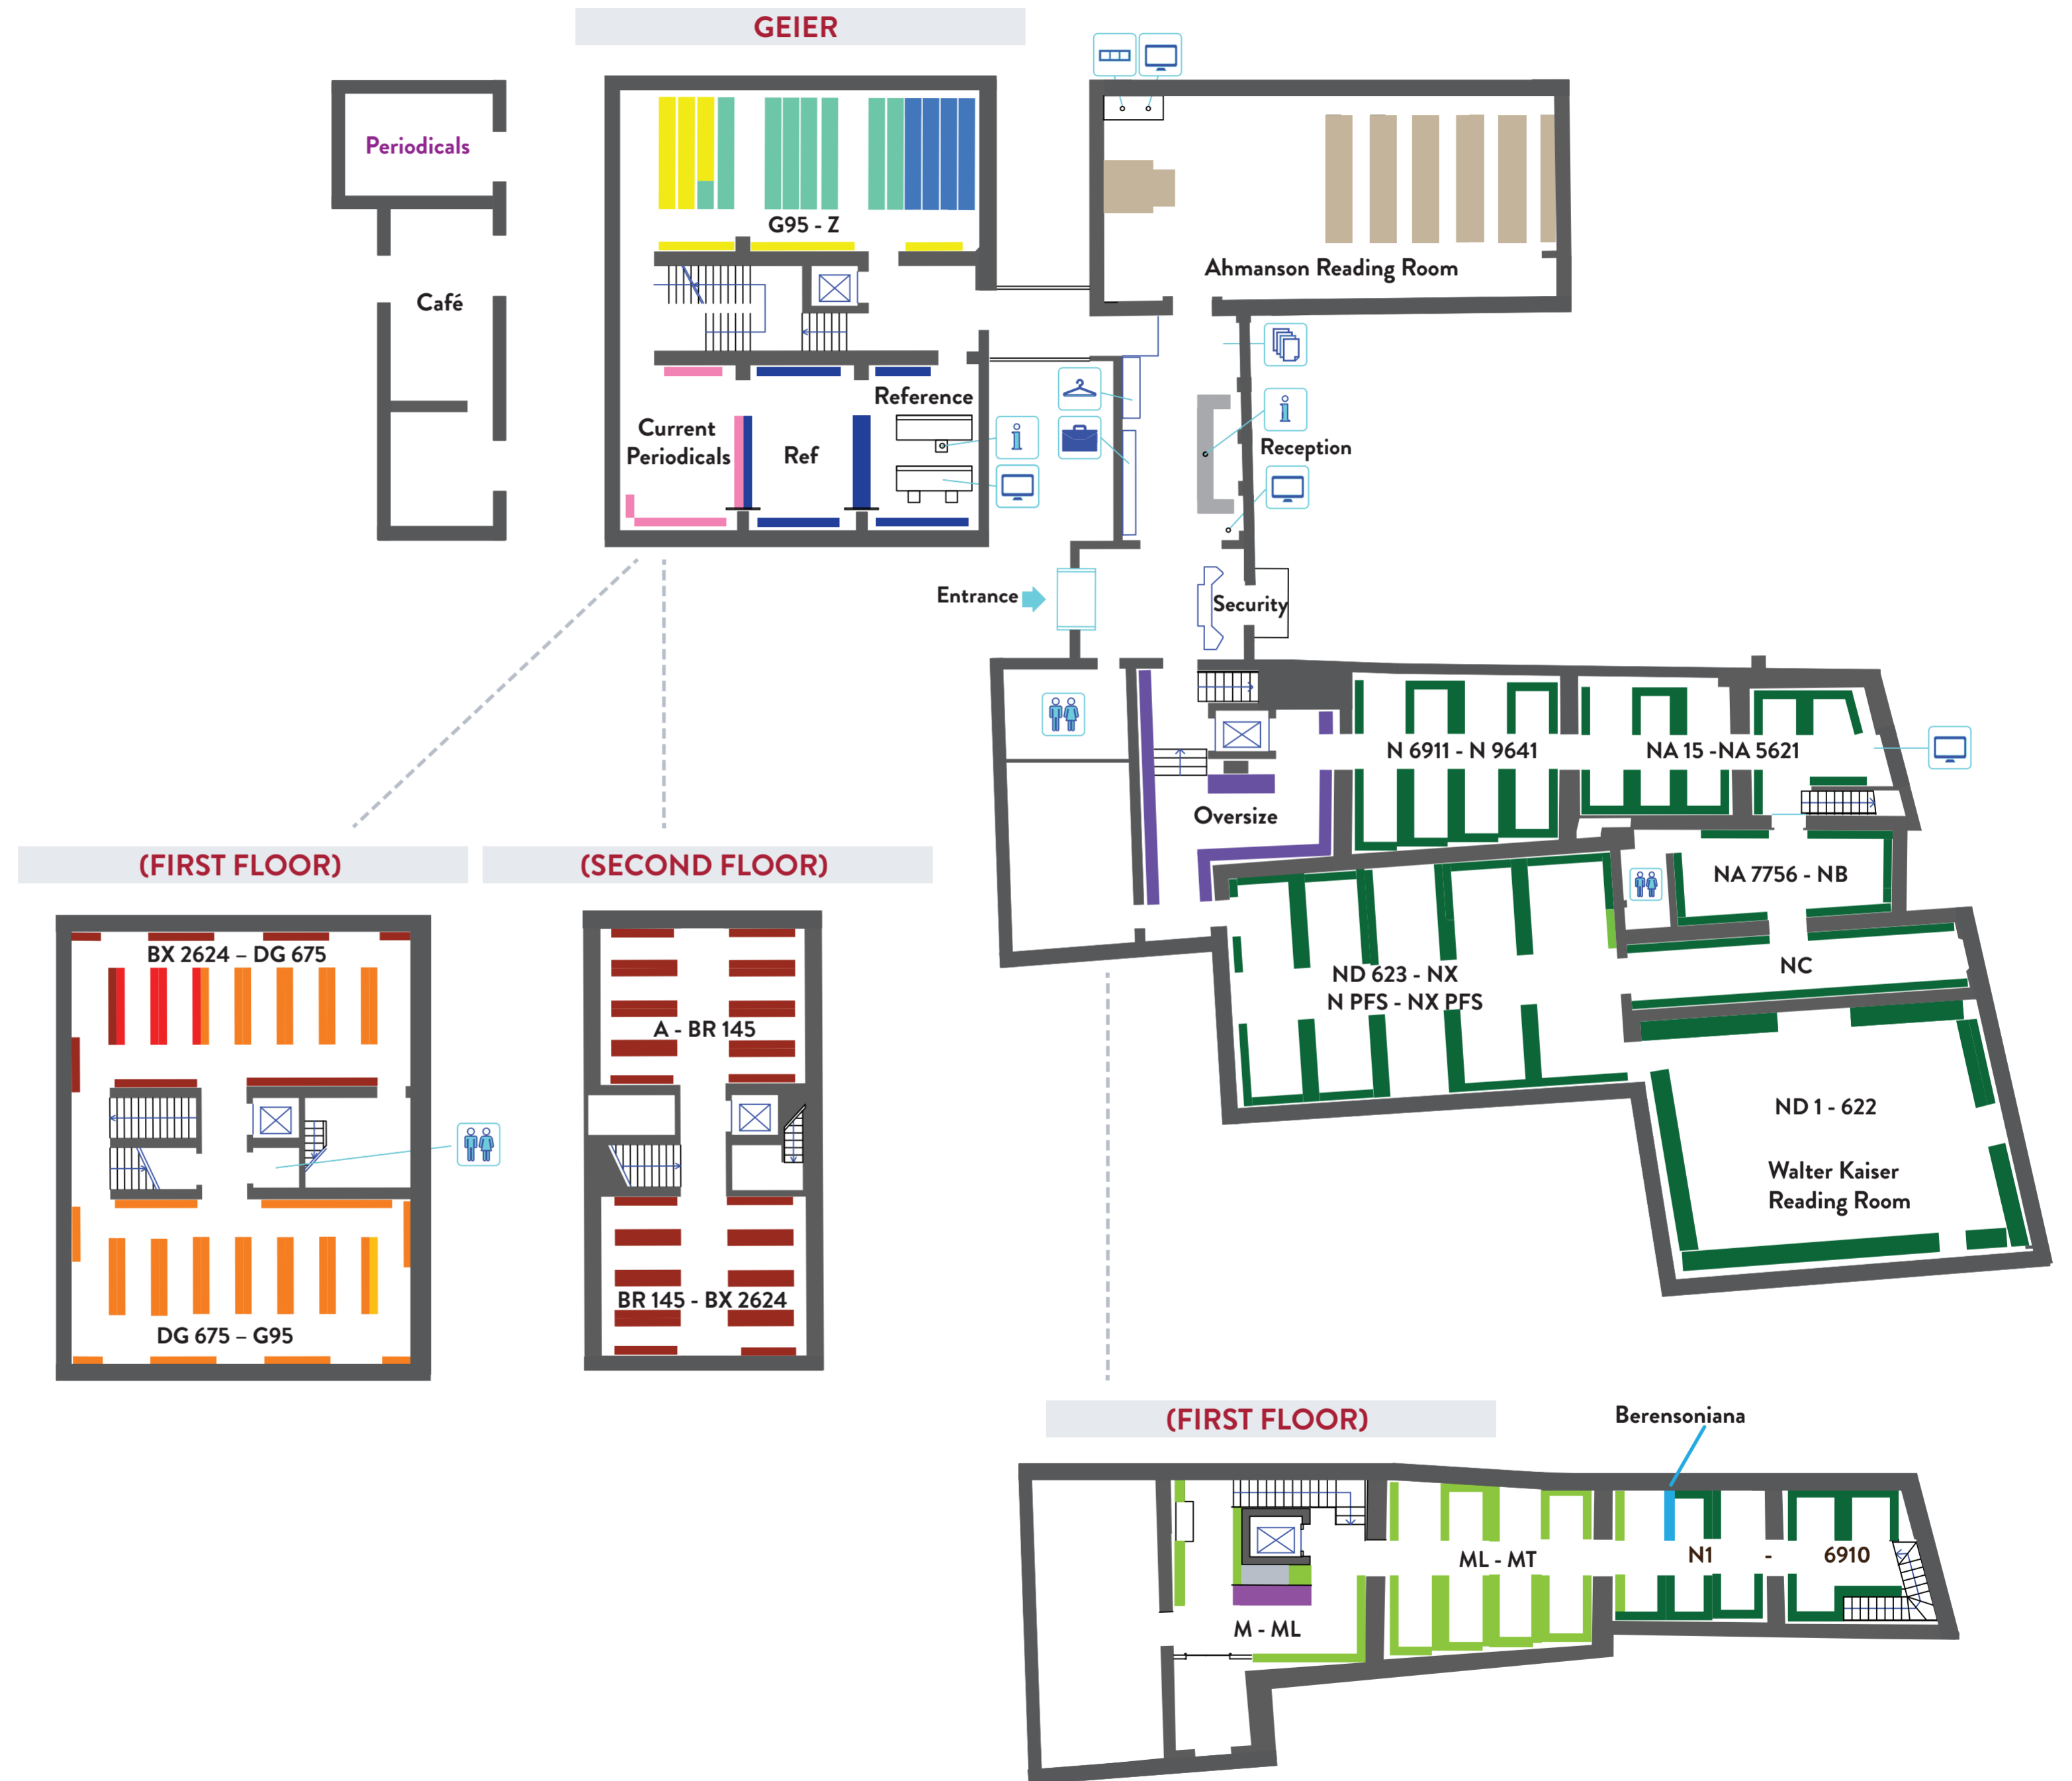 GEIER
Periodicals
Café
G95 - Z
Ahmanson Reading Room
Reference
Current
Periodicals
Ref
Reception
Entrance
Security
N 6911 - N 9641
NA 15 -NA 5621
Oversize
NA 7756 - NB
ND 623 - NX
N PFS - NX PFS
NC
ND 1 - 622
Walter Kaiser
Reading Room
(FIRST FLOOR)
BX 2624 – DG 675
DG 675 – G95
(SECOND FLOOR)
A - BR 145
BR 145 - BX 2624
(FIRST FLOOR)
Berensoniana
ML - MT
N1 - 6910
M - ML